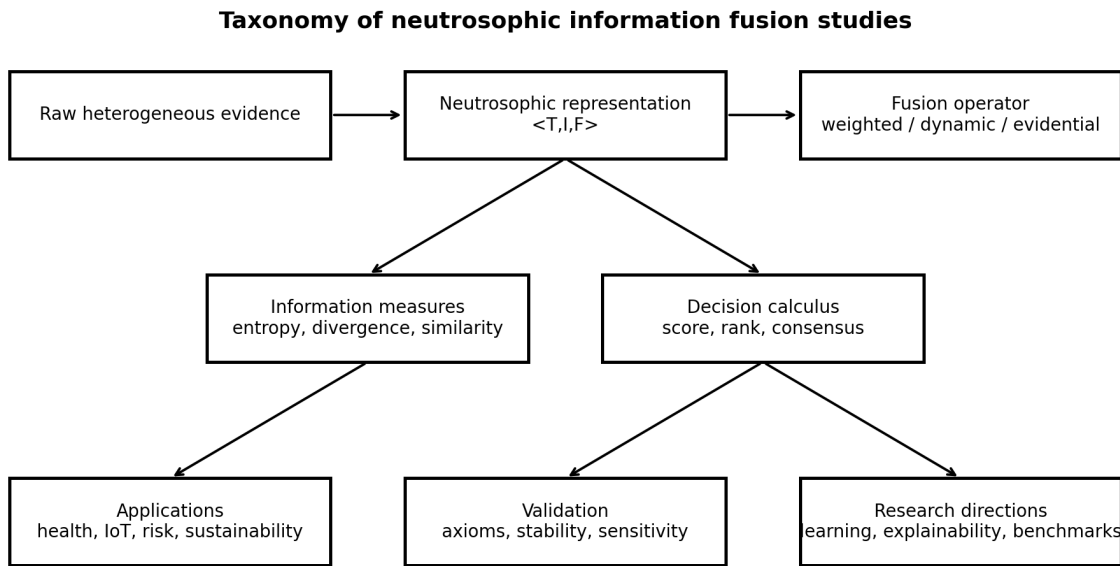 Taxonomy of neutrosophic information fusion studies
Raw heterogeneous evidence
Neutrosophic representation
<T,I,F>
Fusion operator
weighted / dynamic / evidential
Information measures
entropy, divergence, similarity
Decision calculus
score, rank, consensus
Applications
health, IoT, risk, sustainability
Validation
axioms, stability, sensitivity
Research directions
learning, explainability, benchmarks